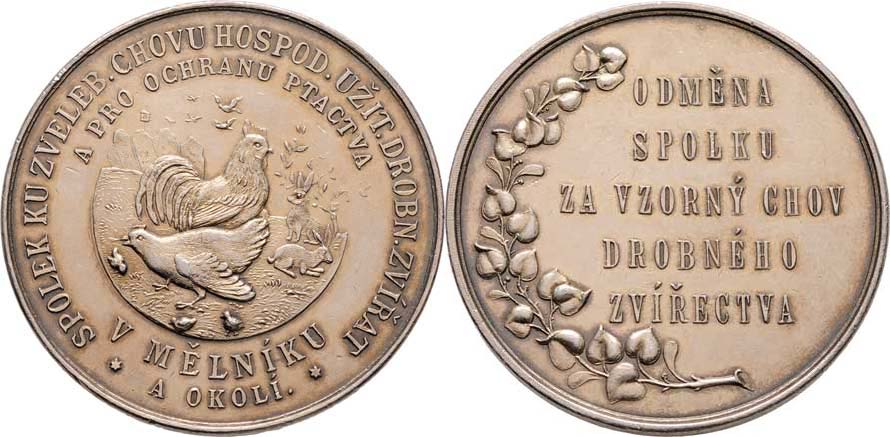 SPOLEK KU ZVELEB. CHOVU HOSPOD. UŽIT. DROBN. ZVÍŘAT
A PRO OCHRANU PTACTVA
V MĚLNÍKU
* A OKOLÍ. *
ODMĚNA
SPOLKU
ZA VZORNÝ CHOV
DROBNÉHO
ZVÍŘECTVA